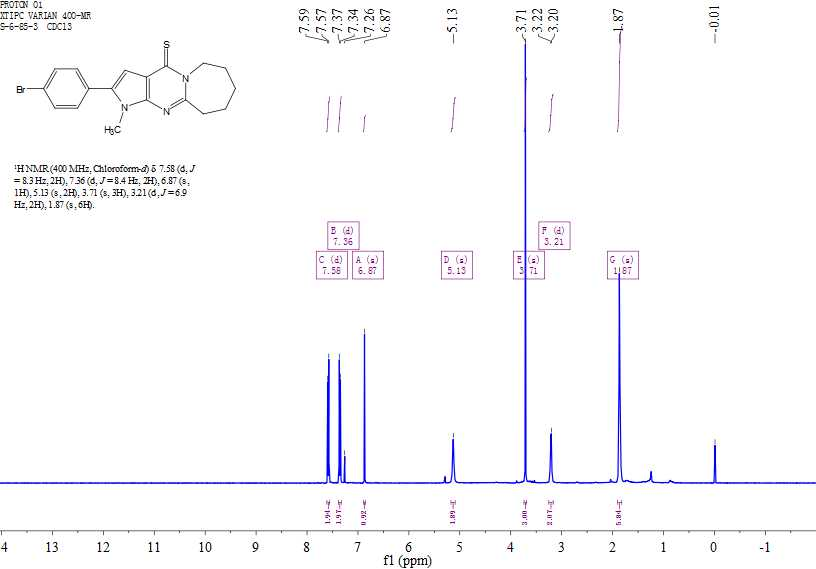 PROTON 01
XTIPC VARIAN 400-MR
S-6-85-3 CDCl3
7.59
7.57
7.37
7.34
7.26
6.87
5.13
3.71
3.22
3.20
1.87
-0.01
S
N
Br
N
N
H₃C
¹H NMR (400 MHz, Chloroform-d) δ 7.58 (d, J
= 8.3 Hz, 2H), 7.36 (d, J = 8.4 Hz, 2H), 6.87 (s,
1H), 5.13 (s, 2H), 3.71 (s, 3H), 3.21 (d, J = 6.9
Hz, 2H), 1.87 (s, 6H).
B (d)
7.36
F (d)
3.21
C (d)
7.58
A (s)
6.87
D (s)
5.13
E (s)
3.71
G (s)
1.87
1.94
1.97
0.92
1.89
3.00
2.07
5.84
4 13 12 11 10 9 8 7 6 5 4 3 2 1 0 -1
f1 (ppm)